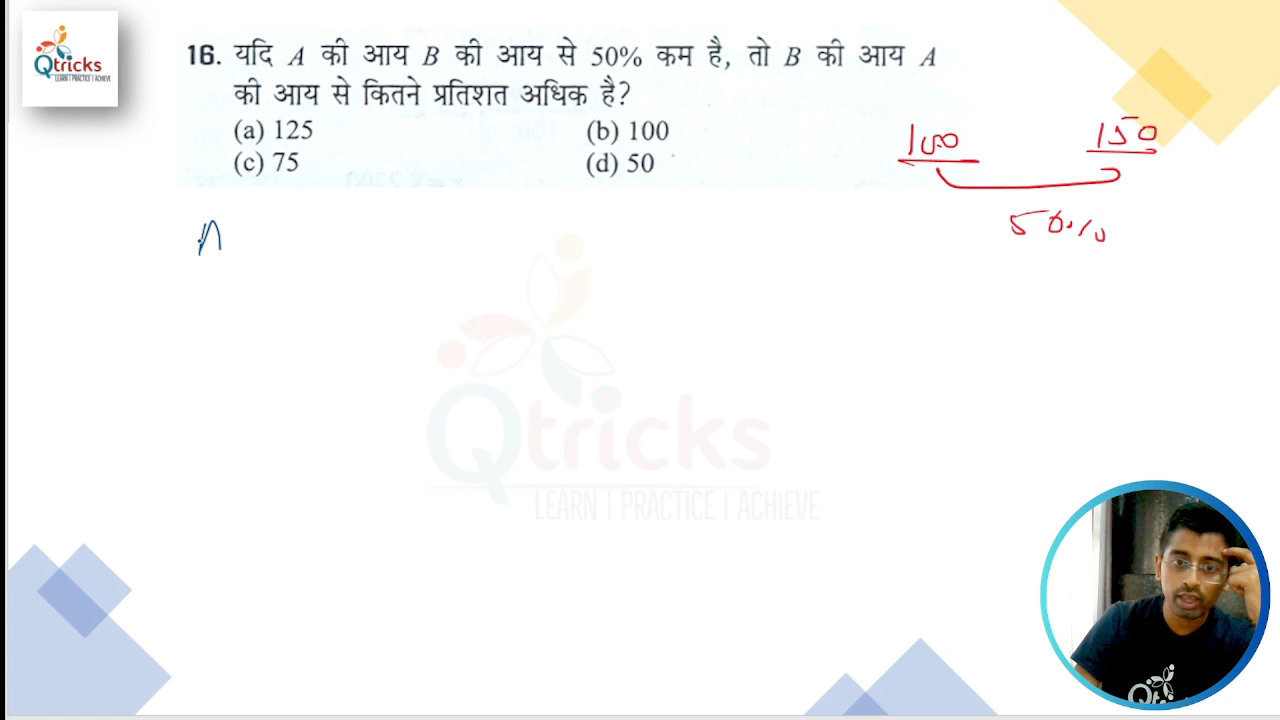 Qtricks
LEARN | PRACTICE | ACHIEVE
16. यदि A की आय B की आय से 50% कम है, तो B की आय A
की आय से कितने प्रतिशत अधिक है?
(a) 125 (b) 100
(c) 75 (d) 50
100 150
50%
A
Qtricks
LEARN | PRACTICE | ACHIEVE